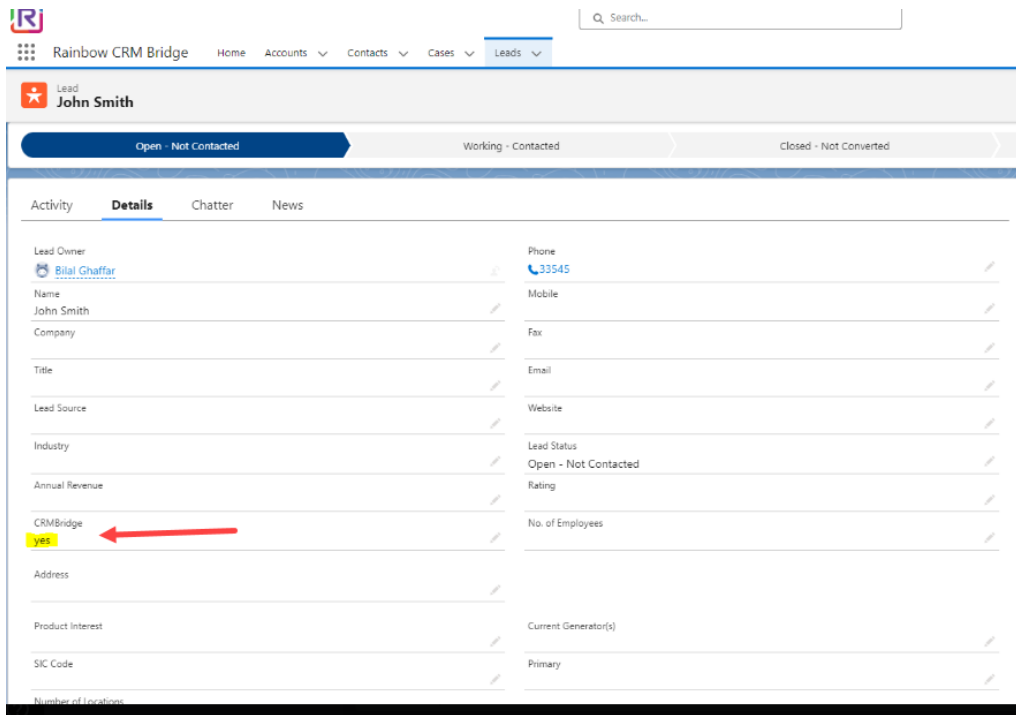 R
Search...
Rainbow CRM Bridge Home Accounts Contacts Cases Leads
Lead
John Smith
Open - Not Contacted Working - Contacted Closed - Not Converted
Activity Details Chatter News
Lead Owner Phone
Bilal Ghaffar 33545
Name Mobile
John Smith
Company Fax
Title Email
Lead Source Website
Industry Lead Status
Open - Not Contacted
Annual Revenue Rating
CRMBridge No. of Employees
yes
Address
Product Interest Current Generator(s)
SIC Code Primary
Number of Locations